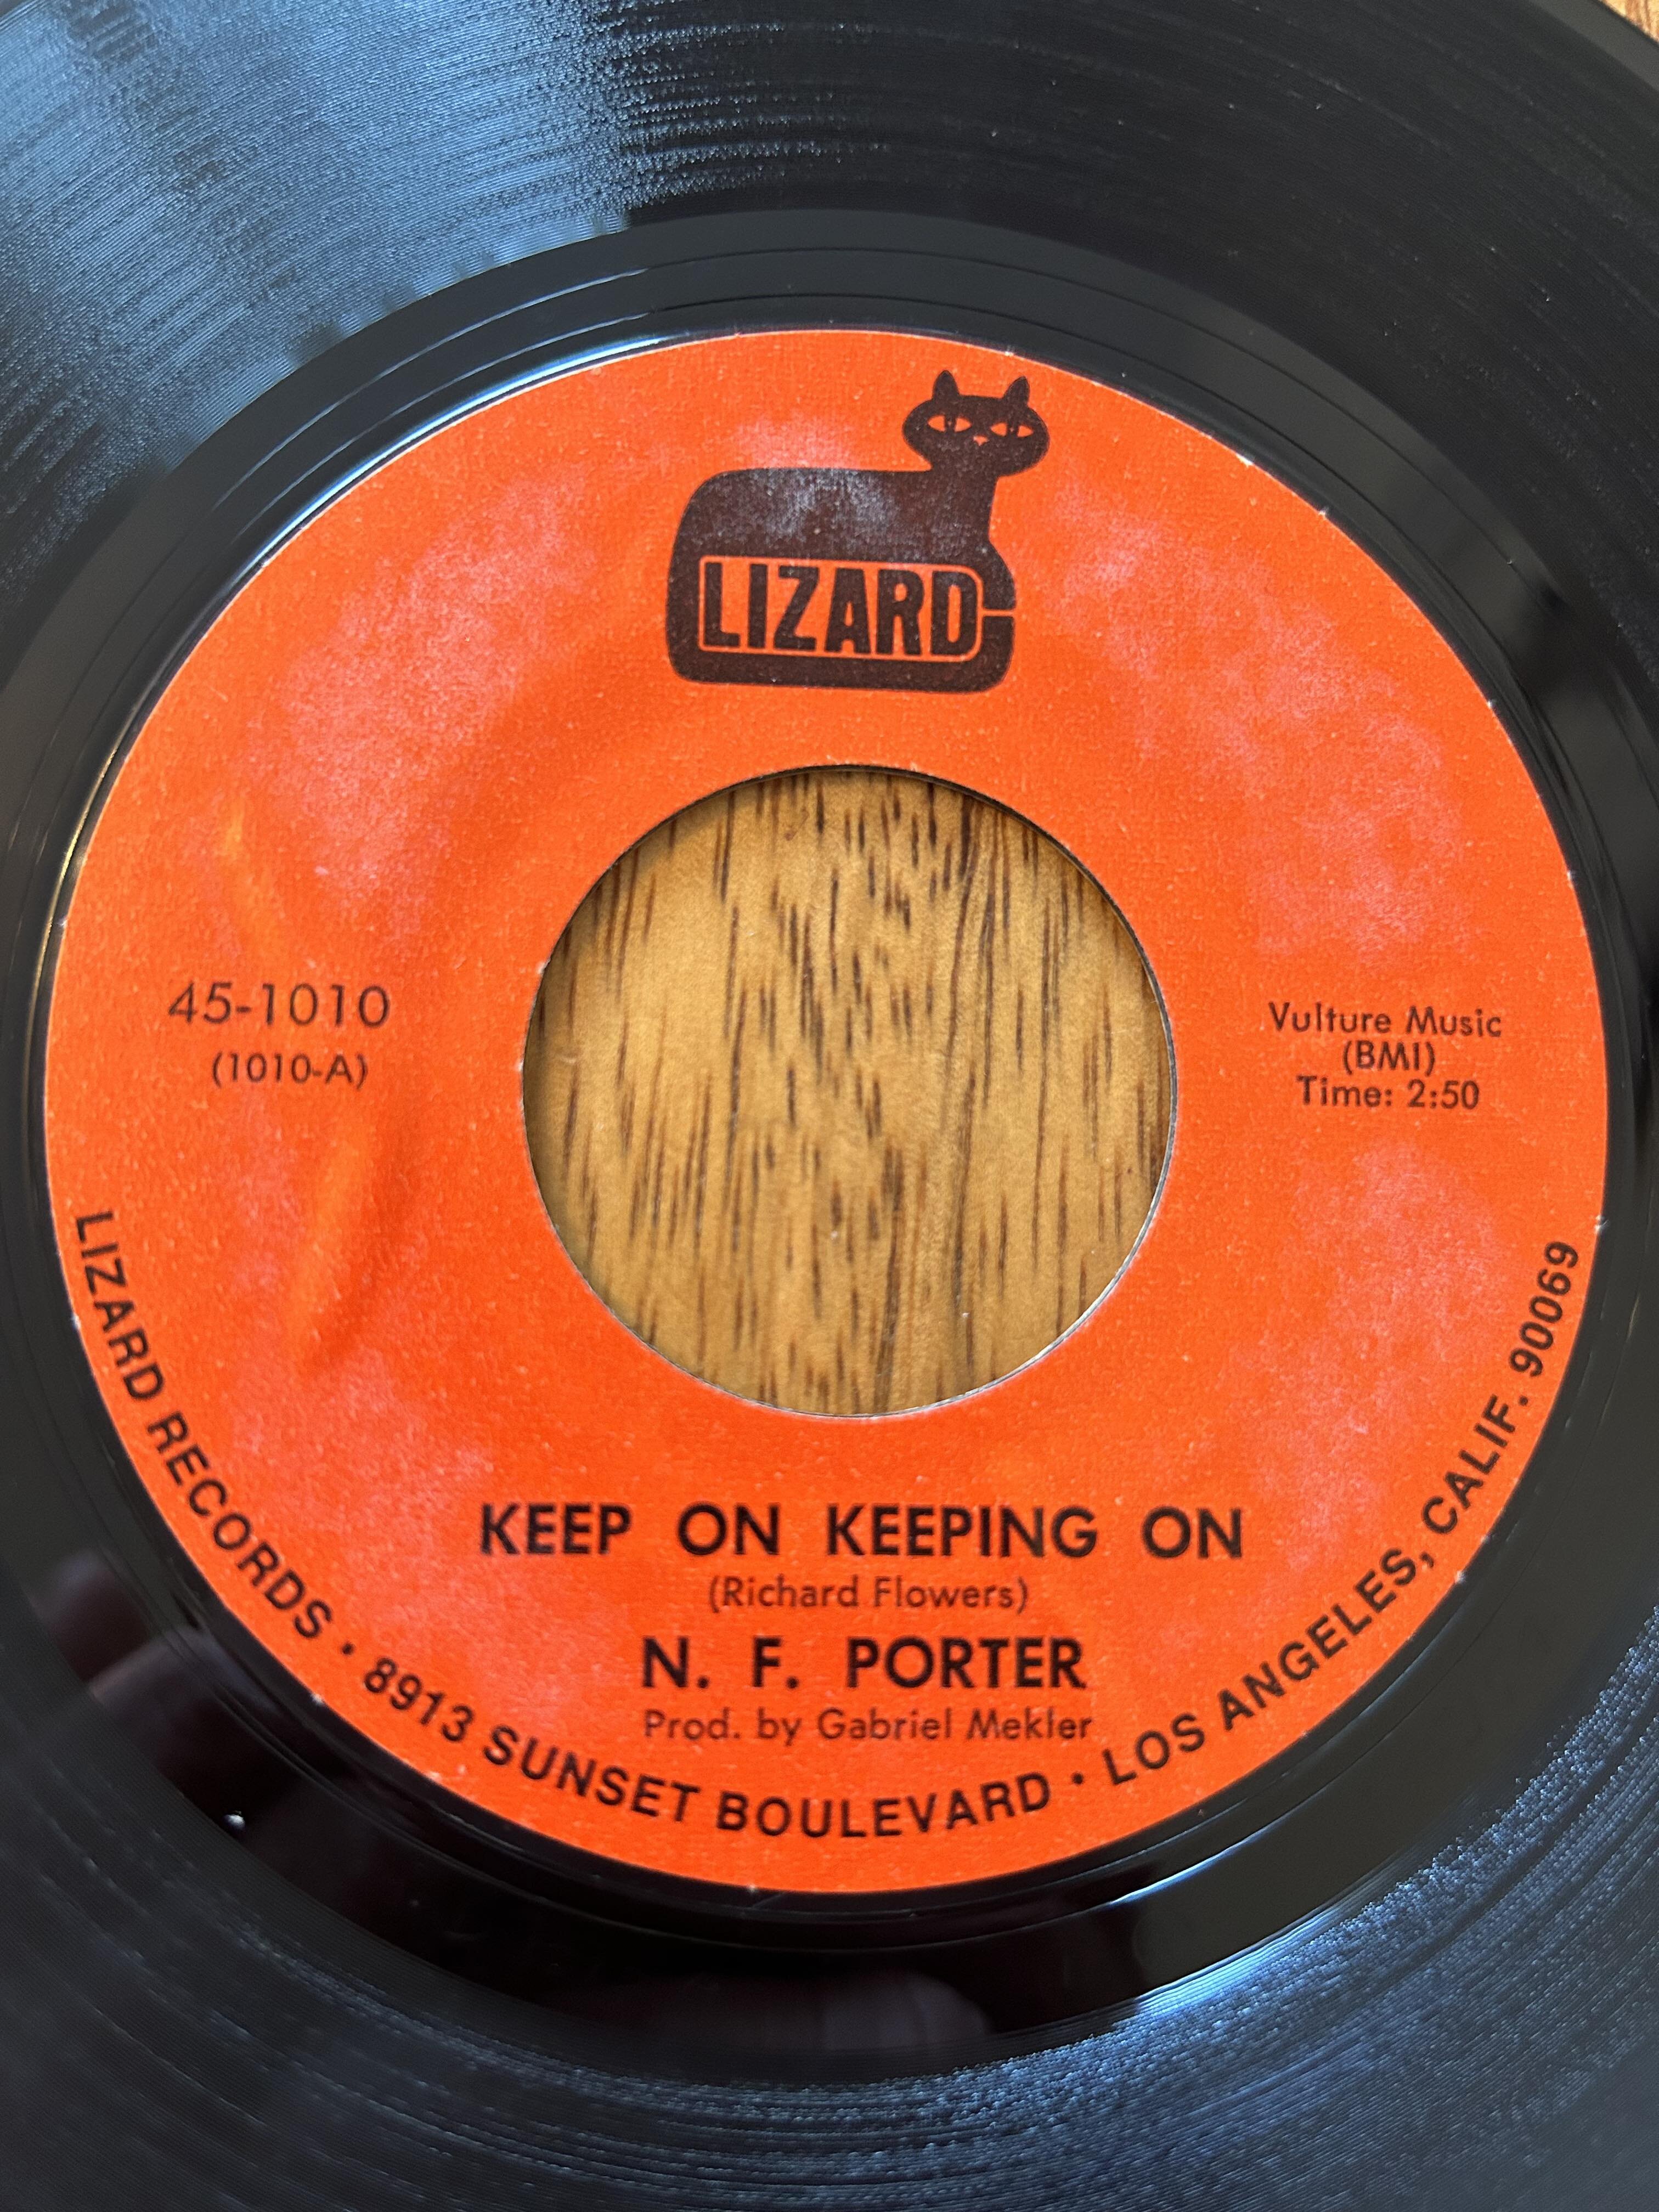 LIZARD
45-1010
(1010-A)
Vulture Music
(BMI)
Time: 2:50
KEEP ON KEEPING ON
(Richard Flowers)
N. F. PORTER
Prod. by Gabriel Mekler
LIZARD RECORDS • 8913 SUNSET BOULEVARD • LOS ANGELES, CALIF. 90069